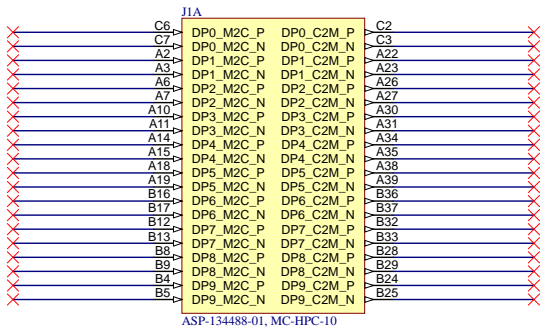 J1A
C6 DP0_M2C_P DP0_C2M_P C2
C7 DP0_M2C_N DP0_C2M_N C3
A2 DP1_M2C_P DP1_C2M_P A22
A3 DP1_M2C_N DP1_C2M_N A23
A6 DP2_M2C_P DP2_C2M_P A26
A7 DP2_M2C_N DP2_C2M_N A27
A10 DP3_M2C_P DP3_C2M_P A30
A11 DP3_M2C_N DP3_C2M_N A31
A14 DP4_M2C_P DP4_C2M_P A34
A15 DP4_M2C_N DP4_C2M_N A35
A18 DP5_M2C_P DP5_C2M_P A38
A19 DP5_M2C_N DP5_C2M_N A39
B16 DP6_M2C_P DP6_C2M_P B36
B17 DP6_M2C_N DP6_C2M_N B37
B12 DP7_M2C_P DP7_C2M_P B32
B13 DP7_M2C_N DP7_C2M_N B33
B8 DP8_M2C_P DP8_C2M_P B28
B9 DP8_M2C_N DP8_C2M_N B29
B4 DP9_M2C_P DP9_C2M_P B24
B5 DP9_M2C_N DP9_C2M_N B25
ASP-134488-01, MC-HPC-10